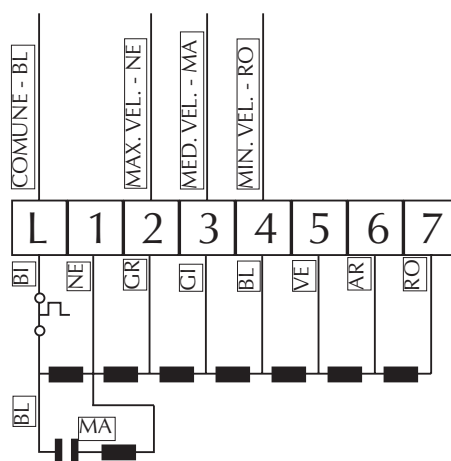 COMUNE - BL
MAX. VEL. - NE
MED. VEL. - MA
MIN. VEL. - RO
L 1 2 3 4 5 6 7
BI NE GR GI BL VE AR RO
BL
MA